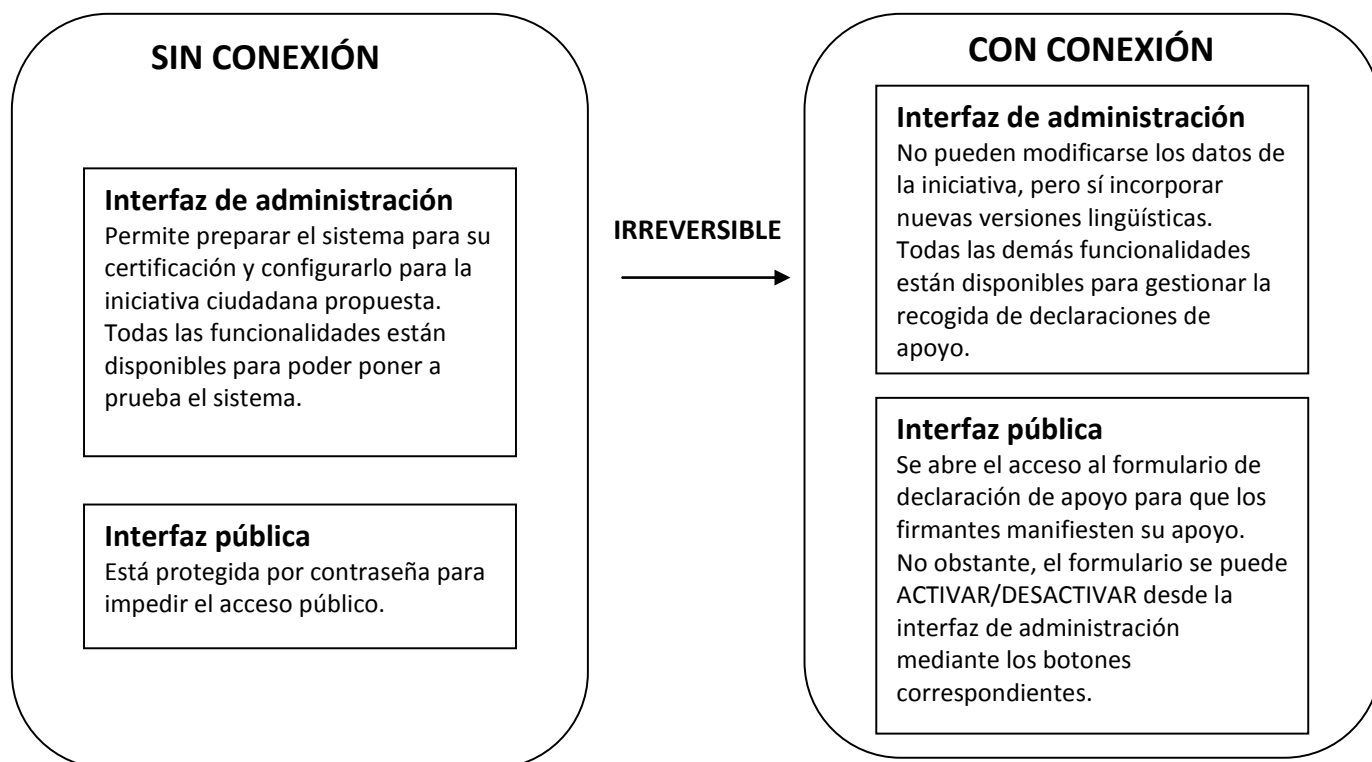 SIN CONEXIÓN
Interfaz de administración
Permite preparar el sistema para su
certificación y configurarlo para la
iniciativa ciudadana propuesta.
Todas las funcionalidades están
disponibles para poder poner a
prueba el sistema.
Interfaz pública
Está protegida por contraseña para
impedir el acceso público.
IRREVERSIBLE
CON CONEXIÓN
Interfaz de administración
No pueden modificarse los datos de
la iniciativa, pero sí incorporar
nuevas versiones lingüísticas.
Todas las demás funcionalidades
están disponibles para gestionar la
recogida de declaraciones de
apoyo.
Interfaz pública
Se abre el acceso al formulario de
declaración de apoyo para que los
firmantes manifiesten su apoyo.
No obstante, el formulario se puede
ACTIVAR/DESACTIVAR desde la
interfaz de administración
mediante los botones
correspondientes.